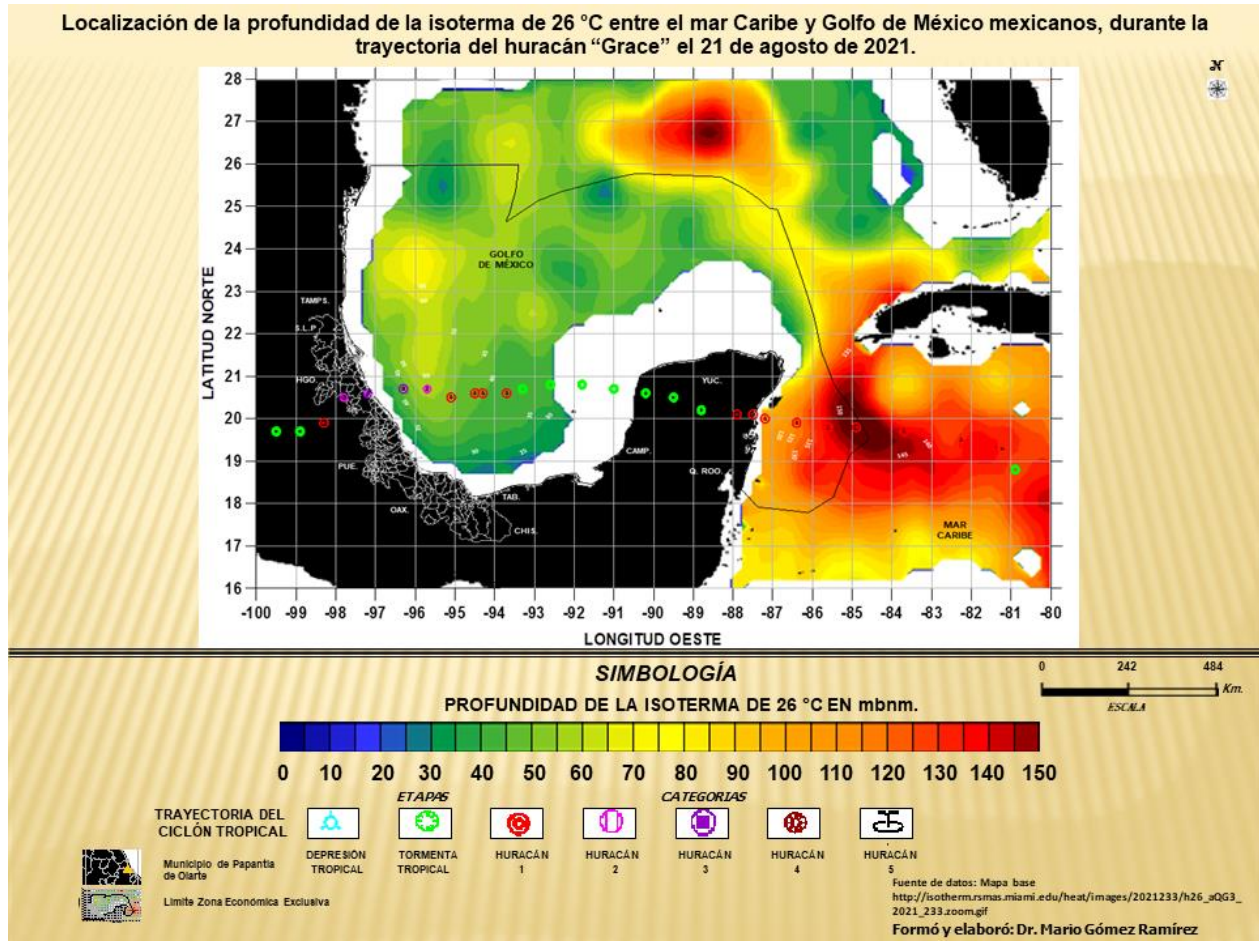 Localización de la profundidad de la isoterma de 26 °C entre el mar Caribe y Golfo de México mexicanos, durante la
trayectoria del huracán “Grace” el 21 de agosto de 2021.
N
LATITUD NORTE
28
27
26
25
24
23
22
21
20
19
18
17
16
GOLFO
DE MÉXICO
TAMPS.
S.L.P.
HGO.
PUE.
OAX.
TAB.
CHIS.
CAMP.
YUC.
Q. ROO.
MAR
CARIBE
-100 -99 -98 -97 -96 -95 -94 -93 -92 -91 -90 -89 -88 -87 -86 -85 -84 -83 -82 -81 -80
LONGITUD OESTE
SIMBOLOGÍA
0 242 484
Km.
ESCALA
PROFUNDIDAD DE LA ISOTERMA DE 26 °C EN mbnm.
0 10 20 30 40 50 60 70 80 90 100 110 120 130 140 150
ETAPAS CATEGORIAS
TRAYECTORIA DEL
CICLÓN TROPICAL
DEPRESIÓN
TROPICAL
TORMENTA
TROPICAL
HURACÁN
1
HURACÁN
2
HURACÁN
3
HURACÁN
4
HURACÁN
5
Municipio de Papantla
de Olarte
Límite Zona Económica Exclusiva
Fuente de datos: Mapa base
http://isotherm.rsmas.miami.edu/heat/images/2021233/h26_aQG3_
2021_233.zoom.gif
Formó y elaboró: Dr. Mario Gómez Ramírez